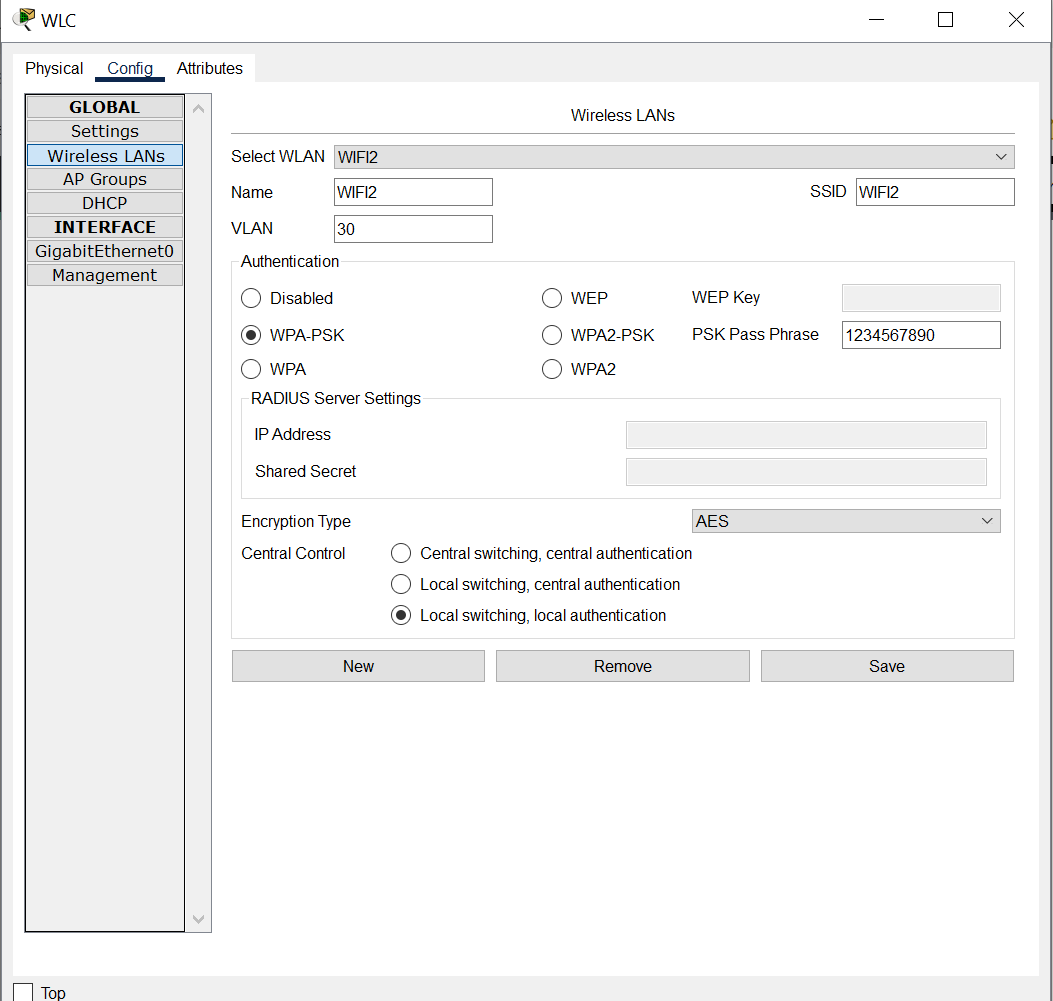 WLC
Physical Config Attributes
GLOBAL
Settings
Wireless LANs
AP Groups
DHCP
INTERFACE
GigabitEthernet0
Management
Wireless LANs
Select WLAN WIFI2
Name WIFI2 SSID WIFI2
VLAN 30
Authentication
Disabled WEP WEP Key
WPA-PSK WPA2-PSK PSK Pass Phrase 1234567890
WPA WPA2
RADIUS Server Settings
IP Address
Shared Secret
Encryption Type AES
Central Control Central switching, central authentication
Local switching, central authentication
Local switching, local authentication
New Remove Save
Top